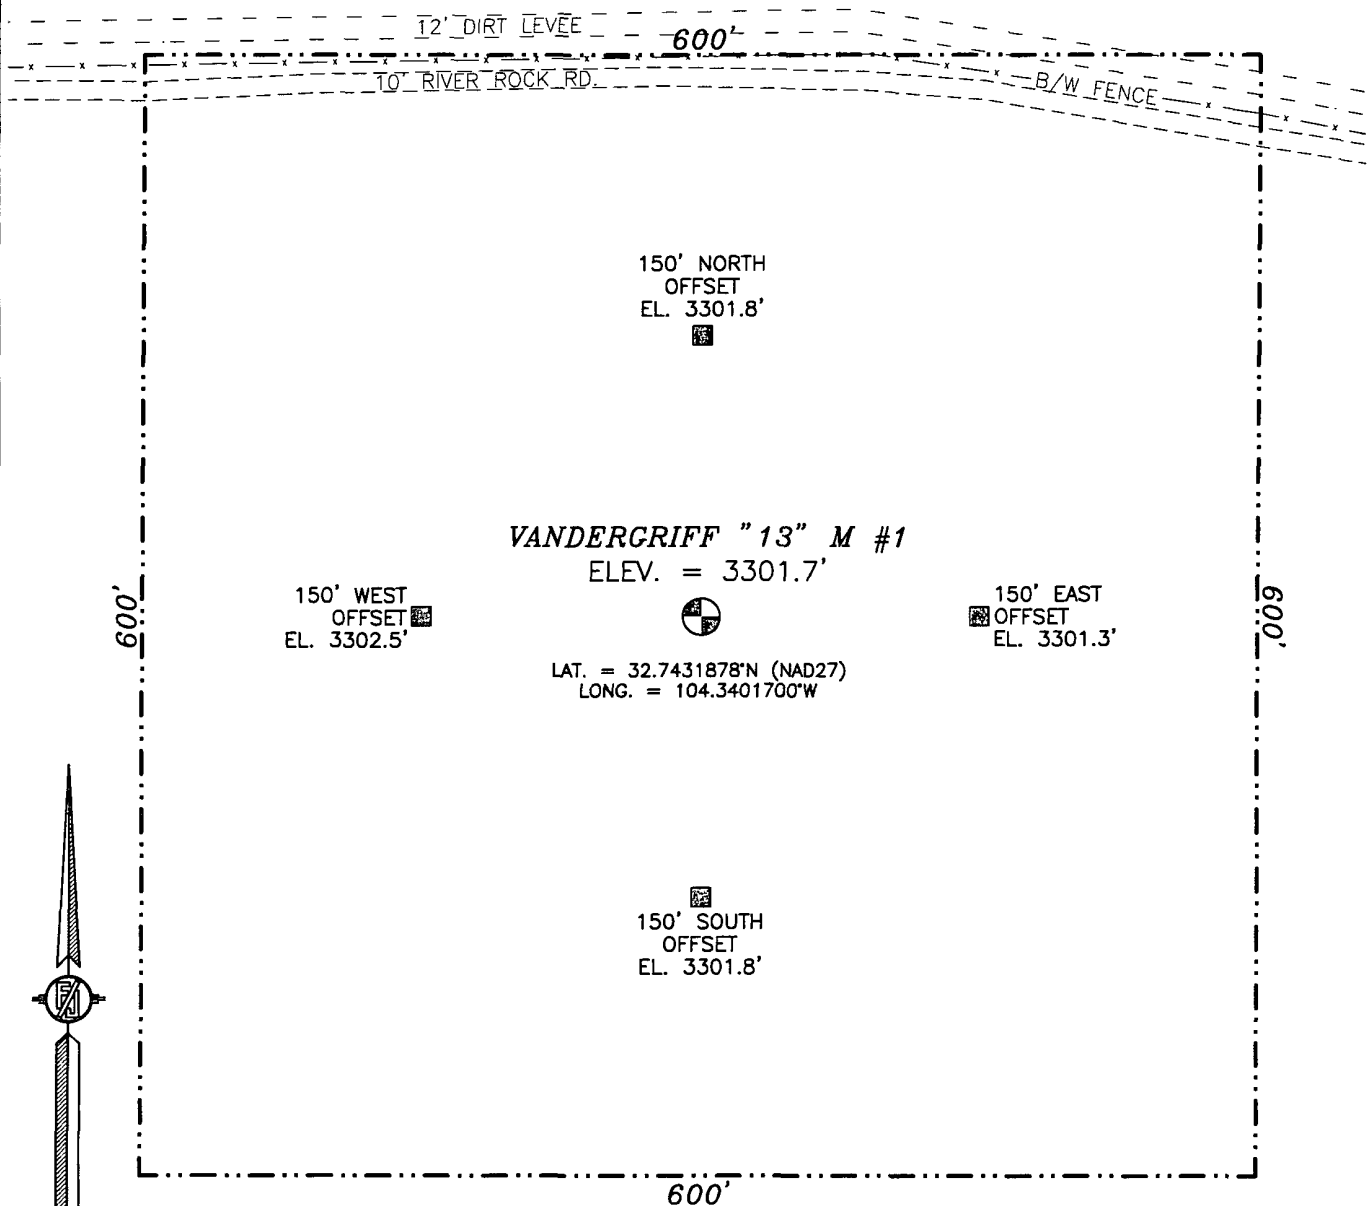 12' DIRT LEVEE
600'
10' RIVER ROCK RD.
B/W FENCE
150' NORTH
OFFSET
EL. 3301.8'
VANDERGRIFF "13" M #1
ELEV. = 3301.7'
600'
150' WEST
OFFSET
EL. 3302.5'
150' EAST
OFFSET
EL. 3301.3'
600'
LAT. = 32.7431878°N (NAD27)
LONG. = 104.3401700°W
150' SOUTH
OFFSET
EL. 3301.8'
600'